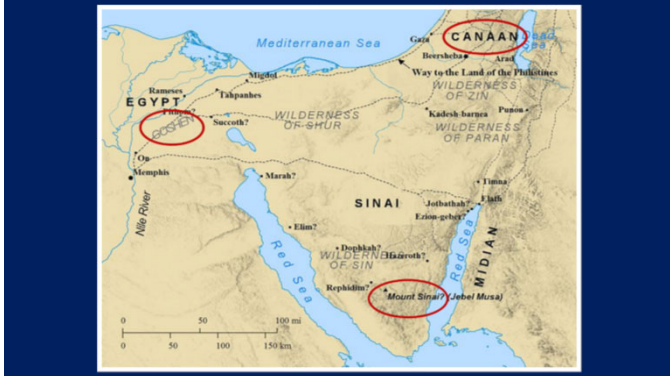 Mediterranean Sea
Gaza
CANAAN
Dead
Sea
Beersheba
Arad
Way to the Land of the Philistines
WILDERNESS
OF ZIN
Migdol
Rameses
Tahpanhes
EGYPT
Pithom?
GOSHEN
Succoth?
WILDERNESS
OF SHUR
Kadesh-barnea
Punon
WILDERNESS
OF PARAN
On
Memphis
Nile River
Marah?
SINAI
Timna
Elath
Jotbathah?
Ezion-geber?
Elim?
Red Sea
Red Sea
MIDIAN
Dophkah?
WILDERNESS
OF SIN
Hazeroth?
Rephidim?
Mount Sinai? (Jebel Musa)
0 50 100 mi
0 50 100 150 km